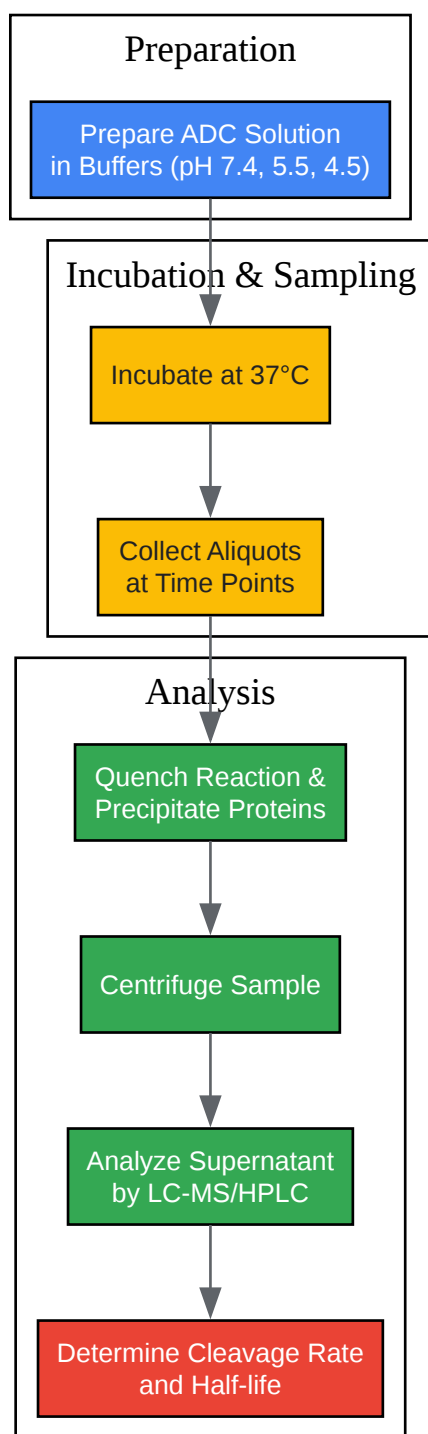 Preparation
Prepare ADC Solution
in Buffers (pH 7.4, 5.5, 4.5)
Incubation & Sampling
Incubate at 37°C
Collect Aliquots
at Time Points
Analysis
Quench Reaction &
Precipitate Proteins
Centrifuge Sample
Analyze Supernatant
by LC-MS/HPLC
Determine Cleavage Rate
and Half-life